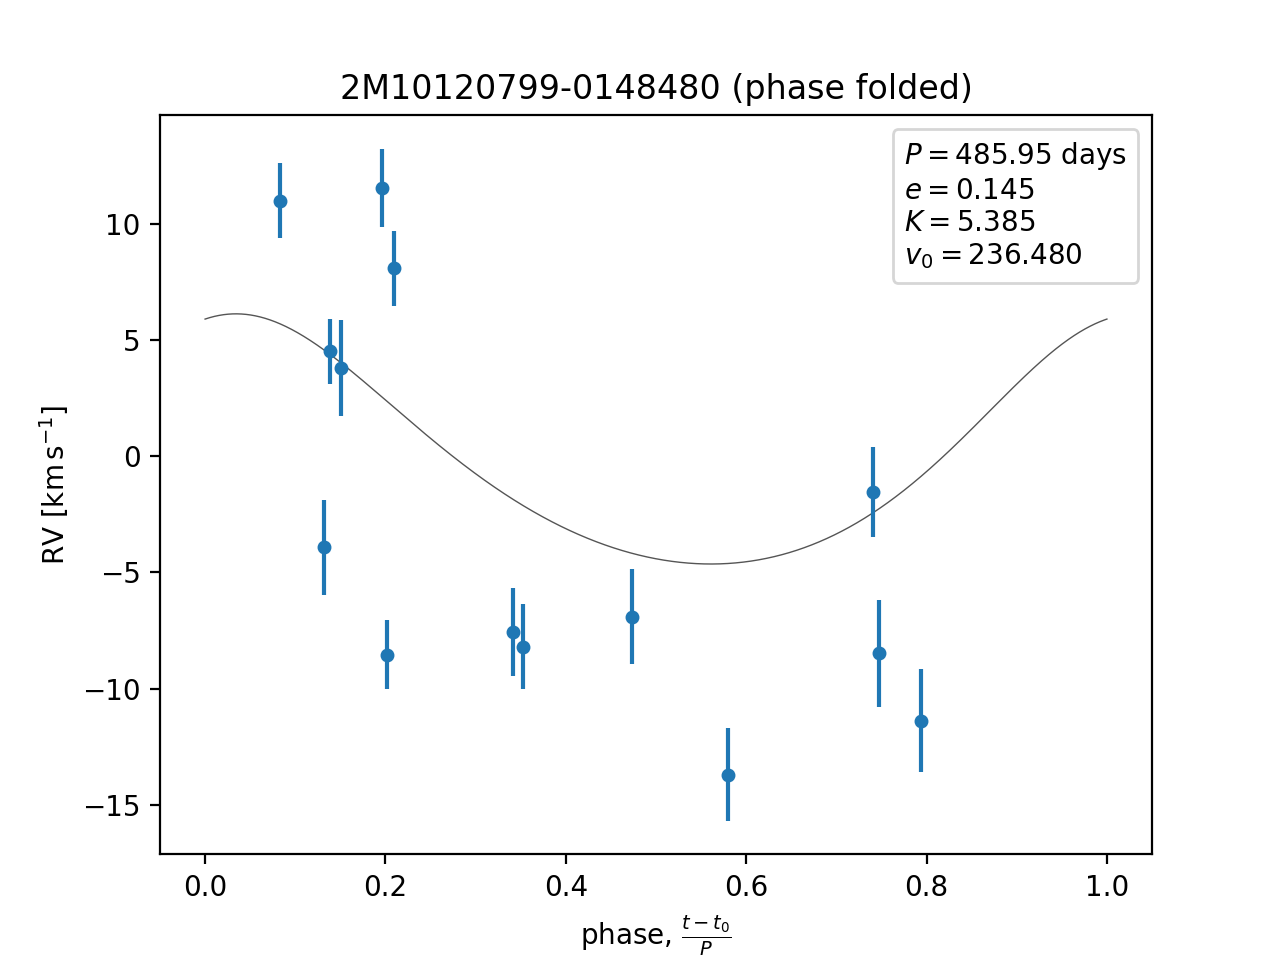 2M10120799-0148480 (phase folded)
P = 485.95 days
e = 0.145
K = 5.385
v₀ = 236.480
10
5
0
−5
−10
−15
RV [km s⁻¹]
0.0 0.2 0.4 0.6 0.8 1.0
phase, (t − t₀)/P